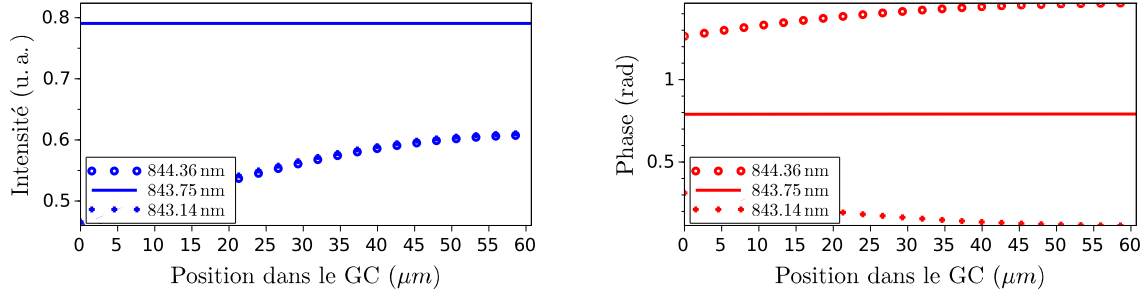 Intensité (u. a.)
0.8
0.7
0.6
0.5
844.36 nm
843.75 nm
843.14 nm
0 5 10 15 20 25 30 35 40 45 50 55 60
Position dans le GC (μm)
Phase (rad)
1
0.5
844.36 nm
843.75 nm
843.14 nm
0 5 10 15 20 25 30 35 40 45 50 55 60
Position dans le GC (μm)